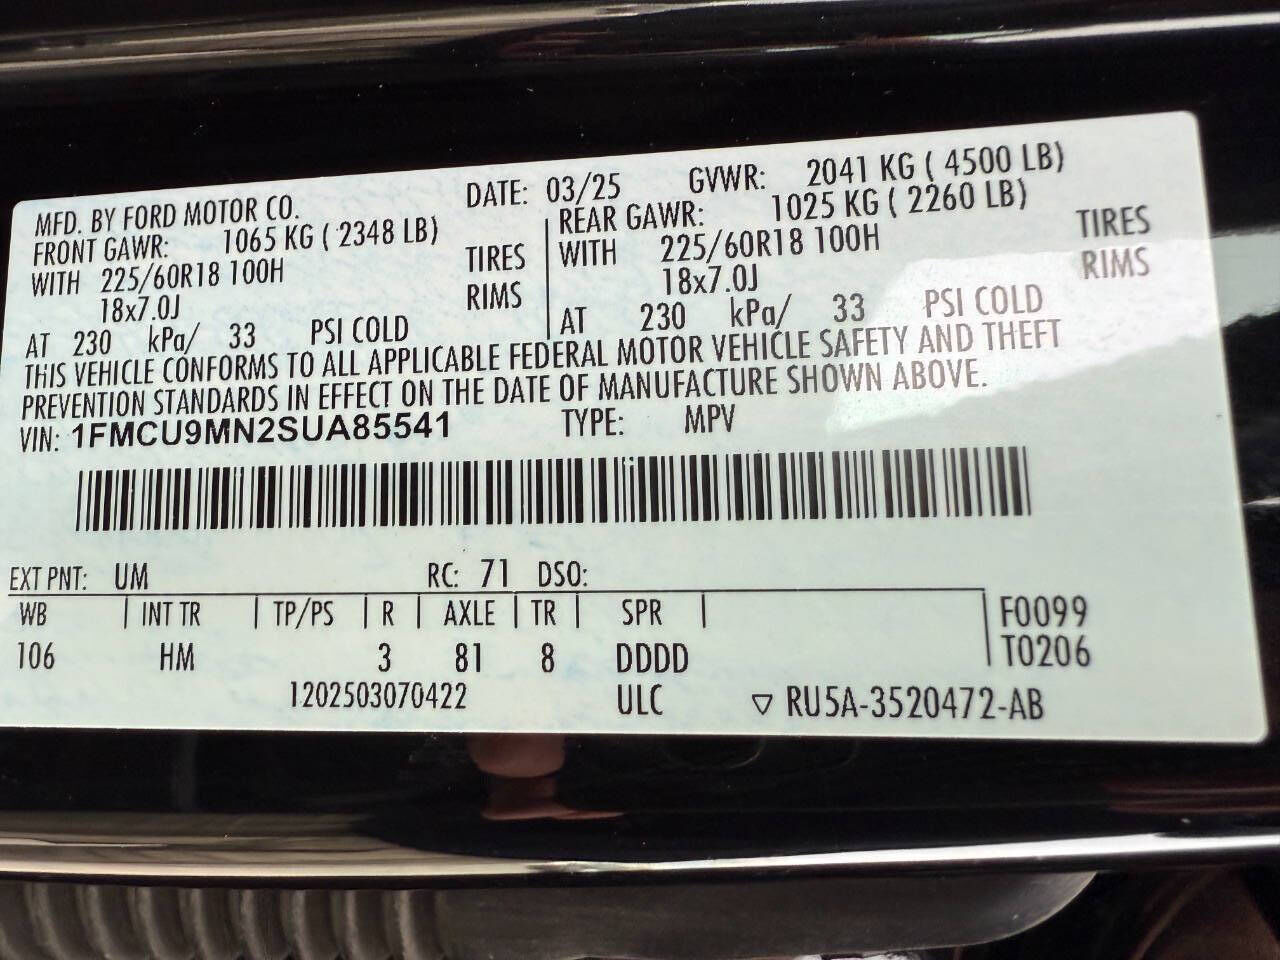 MFD. BY FORD MOTOR CO. DATE: 03/25 GVWR: 2041 KG ( 4500 LB)
FRONT GAWR: 1065 KG ( 2348 LB) REAR GAWR: 1025 KG ( 2260 LB)
WITH 225/60R18 100H TIRES WITH 225/60R18 100H TIRES
18x7.0J RIMS 18x7.0J RIMS
AT 230 kPa/ 33 PSI COLD AT 230 kPa/ 33 PSI COLD
THIS VEHICLE CONFORMS TO ALL APPLICABLE FEDERAL MOTOR VEHICLE SAFETY AND THEFT
PREVENTION STANDARDS IN EFFECT ON THE DATE OF MANUFACTURE SHOWN ABOVE.
VIN: 1FMCU9MN2SUA85541 TYPE: MPV
EXT PNT: UM RC: 71 DSO:
WB | INT TR | TP/PS | R | AXLE | TR | SPR | F0099
106 HM 3 81 8 DDDD T0206
1202503070422 ULC ▽ RU5A-3520472-AB